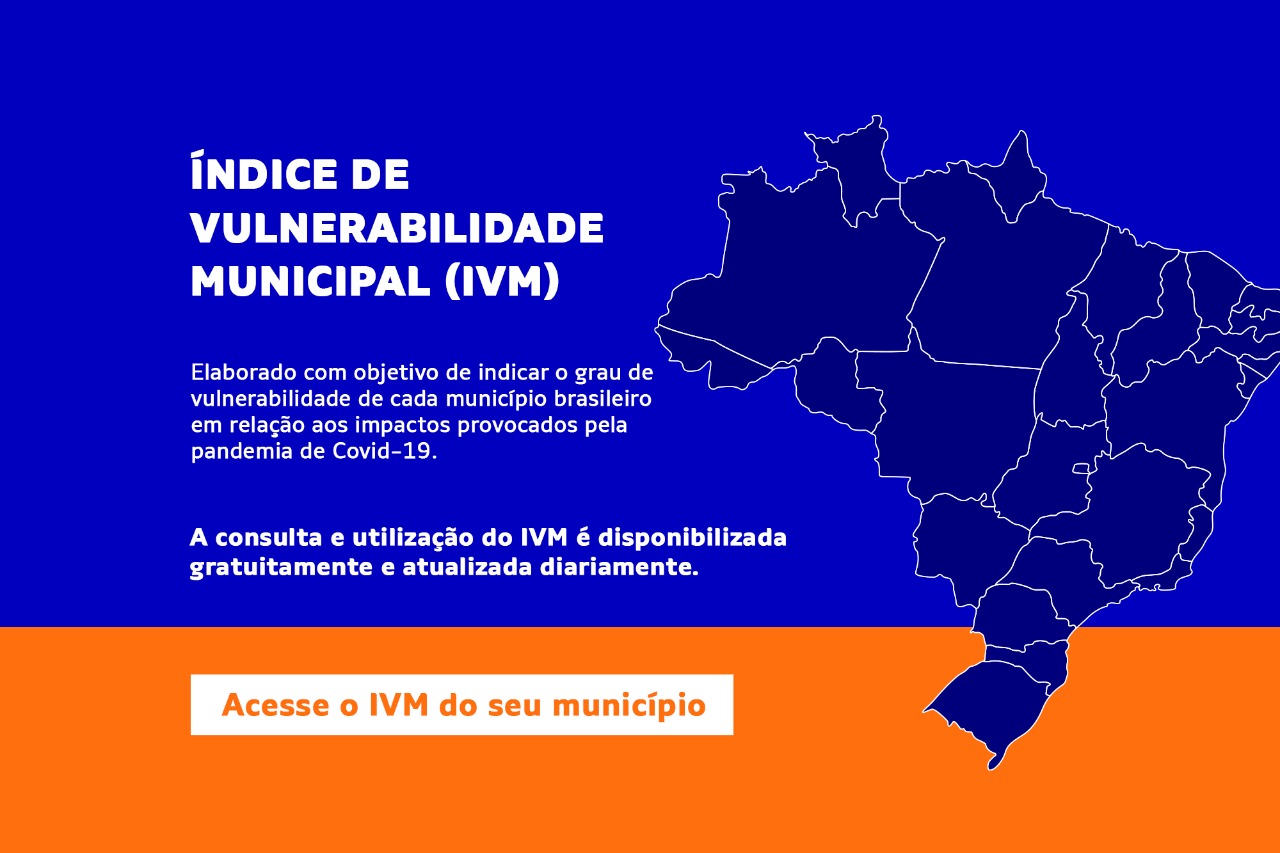 ÍNDICE DE
VULNERABILIDADE
MUNICIPAL (IVM)
Elaborado com objetivo de indicar o grau de
vulnerabilidade de cada município brasileiro
em relação aos impactos provocados pela
pandemia de Covid-19.
A consulta e utilização do IVM é disponibilizada
gratuitamente e atualizada diariamente.
Acesse o IVM do seu município